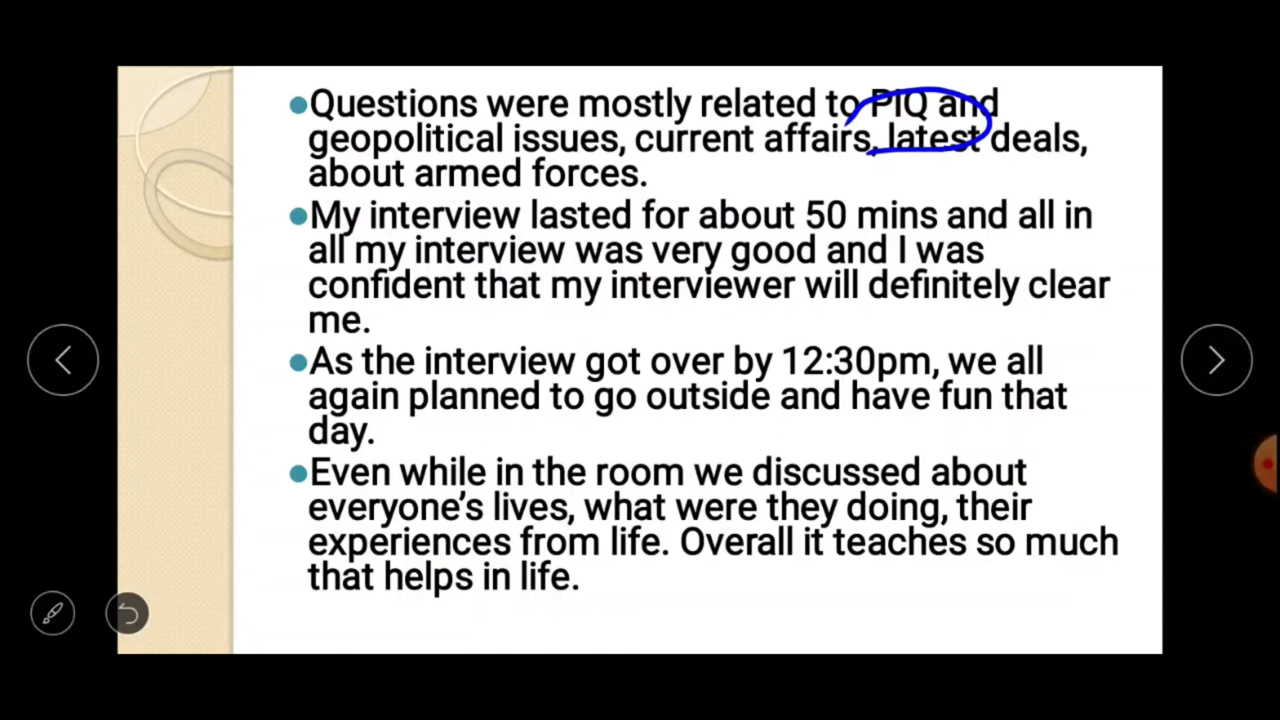 •Questions were mostly related to PIQ and
geopolitical issues, current affairs, latest deals,
about armed forces.
•My interview lasted for about 50 mins and all in
all my interview was very good and I was
confident that my interviewer will definitely clear
me.
•As the interview got over by 12:30pm, we all
again planned to go outside and have fun that
day.
•Even while in the room we discussed about
everyone’s lives, what were they doing, their
experiences from life. Overall it teaches so much
that helps in life.